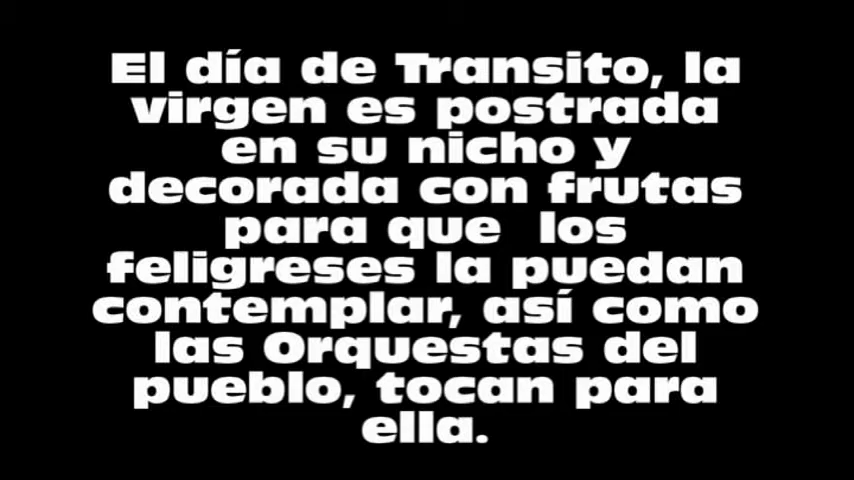 El día de Transito, la
virgen es postrada
en su nicho y
decorada con frutas
para que  los
feligreses la puedan
contemplar, así como
las Orquestas del
pueblo, tocan para
ella.